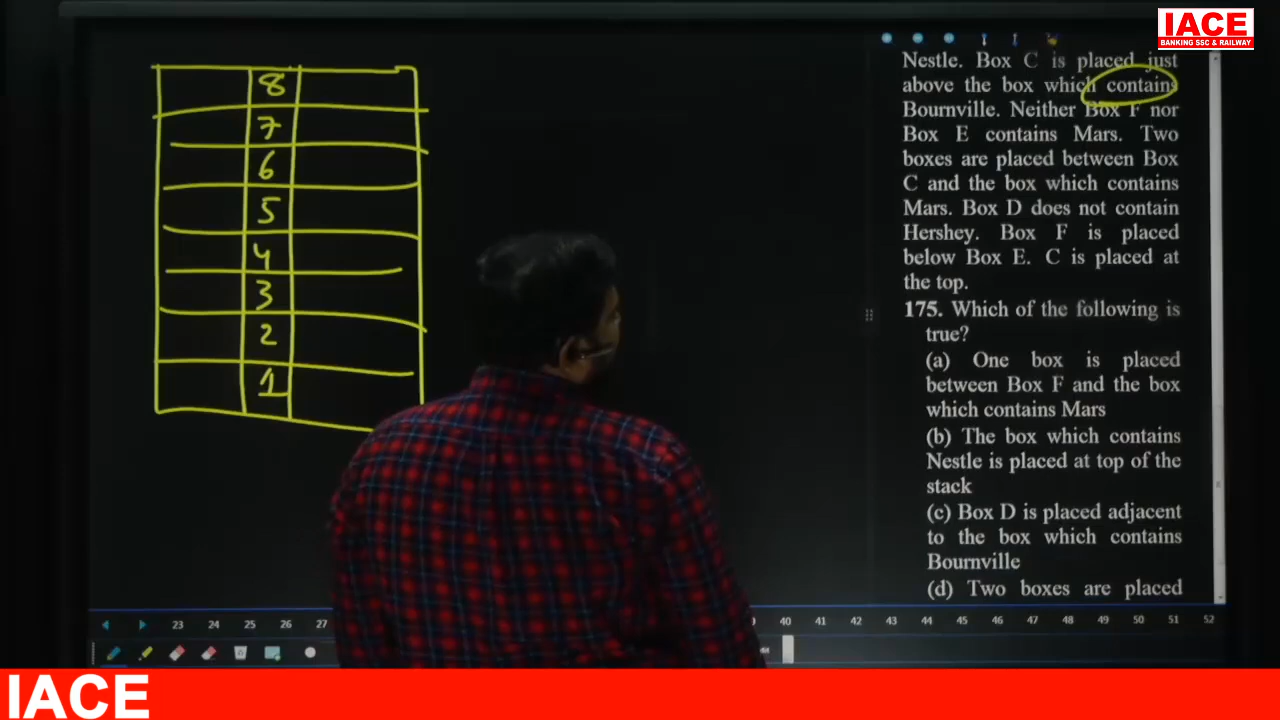 IACE
BANKING SSC & RAILWAY
8
7
6
5
4
3
2
1
Nestle. Box C is placed just
above the box which contains
Bournville. Neither Box F nor
Box E contains Mars. Two
boxes are placed between Box
C and the box which contains
Mars. Box D does not contain
Hershey. Box F is placed
below Box E. C is placed at
the top.
175. Which of the following is
true?
(a) One box is placed
between Box F and the box
which contains Mars
(b) The box which contains
Nestle is placed at top of the
stack
(c) Box D is placed adjacent
to the box which contains
Bournville
(d) Two boxes are placed
23 24 25 26 27 40 41 42 43 44 45 46 47 48 49 50 51 52
IACE